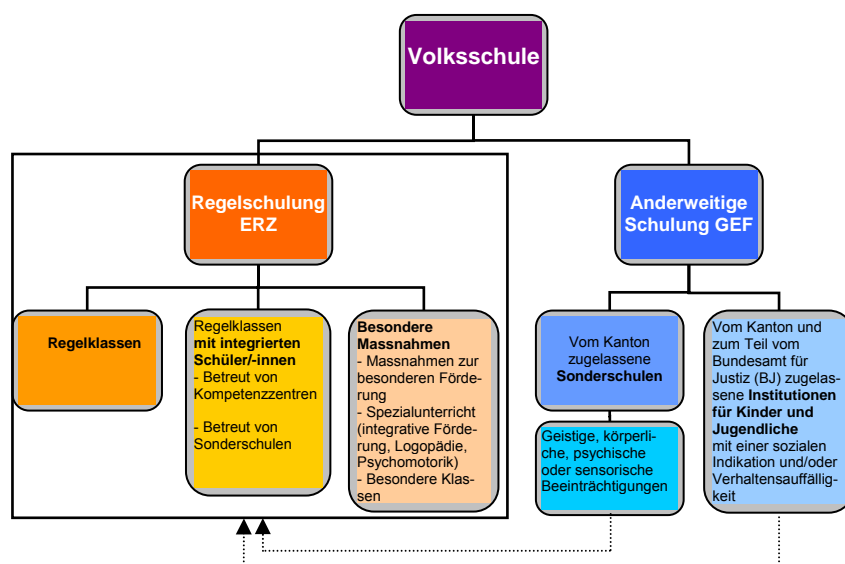 Volksschule
Regelschulung
ERZ
Anderweitige
Schulung GEF
Regelklassen
Regelklassen
mit integrierten
Schüler/-innen
- Betreut von
Kompetenzzentren
- Betreut von
Sonderschulen
Besondere
Massnahmen
- Massnahmen zur
besonderen Förde-
rung
- Spezialunterricht
(integrative Förde-
rung, Logopädie,
Psychomotorik)
- Besondere Klas-
sen
Vom Kanton
zugelassene
Sonderschulen
Geistige, körperli-
che, psychische
oder sensorische
Beeinträchtigungen
Vom Kanton und
zum Teil vom
Bundesamt für
Justiz (BJ) zugelas-
sene Institutionen
für Kinder und
Jugendliche
mit einer sozialen
Indikation und/oder
Verhaltensauffällig-
keit